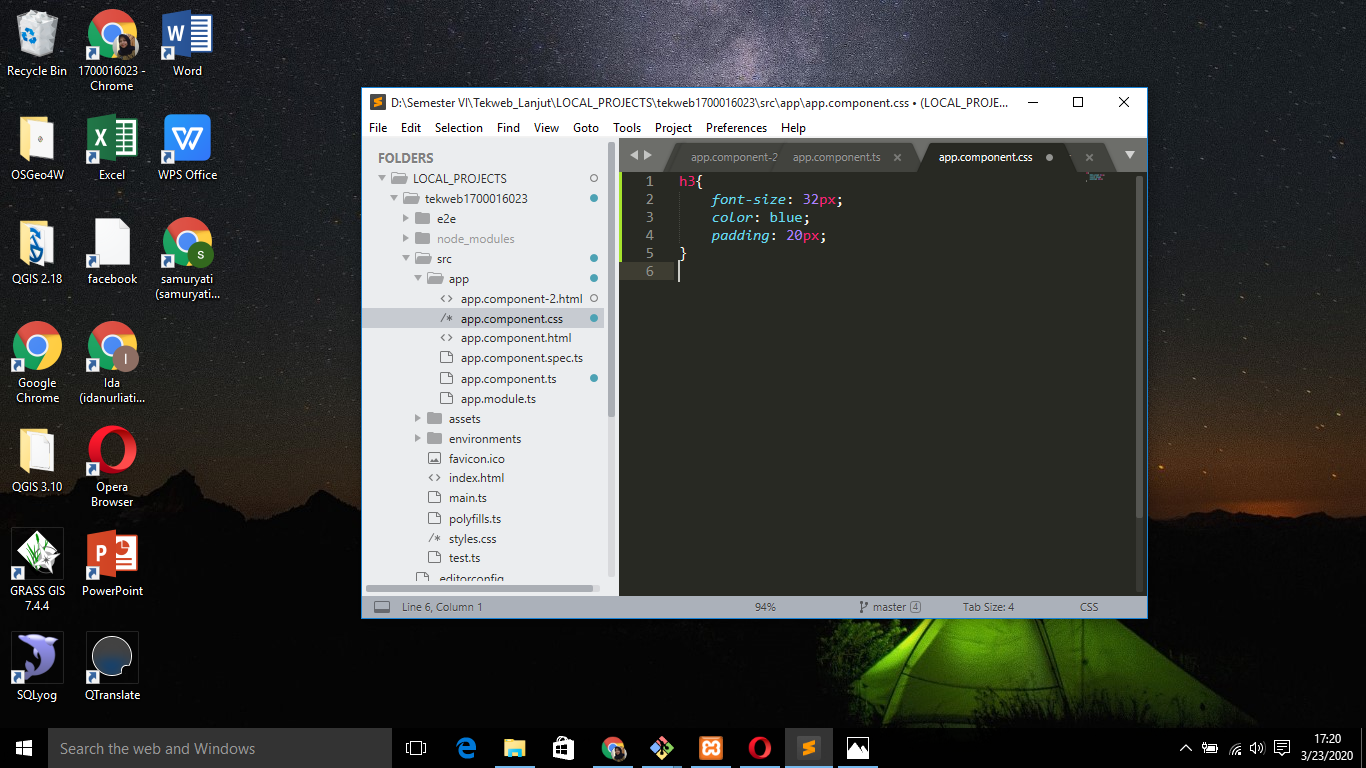 Recycle Bin
1700016023 -
Chrome
Word
OSGeo4W
Excel
WPS Office
QGIS 2.18
facebook
samuryati
(samuryati...
Google
Chrome
Ida
(idanurliati...
QGIS 3.10
Opera
Browser
GRASS GIS
7.4.4
PowerPoint
SQLyog
QTranslate
D:\Semester VI\Tekweb_Lanjut\LOCAL_PROJECTS\tekweb1700016023\src\app\app.component.css • (LOCAL_PROJE...
File Edit Selection Find View Goto Tools Project Preferences Help
FOLDERS
LOCAL_PROJECTS
tekweb1700016023
e2e
node_modules
src
app
app.component-2.html
app.component.css
app.component.html
app.component.spec.ts
app.component.ts
app.module.ts
assets
environments
favicon.ico
index.html
main.ts
polyfills.ts
styles.css
test.ts
.editorconfig
app.component-2 app.component.ts app.component.css
1 h3{
2 font-size: 32px;
3 color: blue;
4 padding: 20px;
5 }
6
Line 6, Column 1 94% master 4 Tab Size: 4 CSS
Search the web and Windows
17:20
3/23/2020